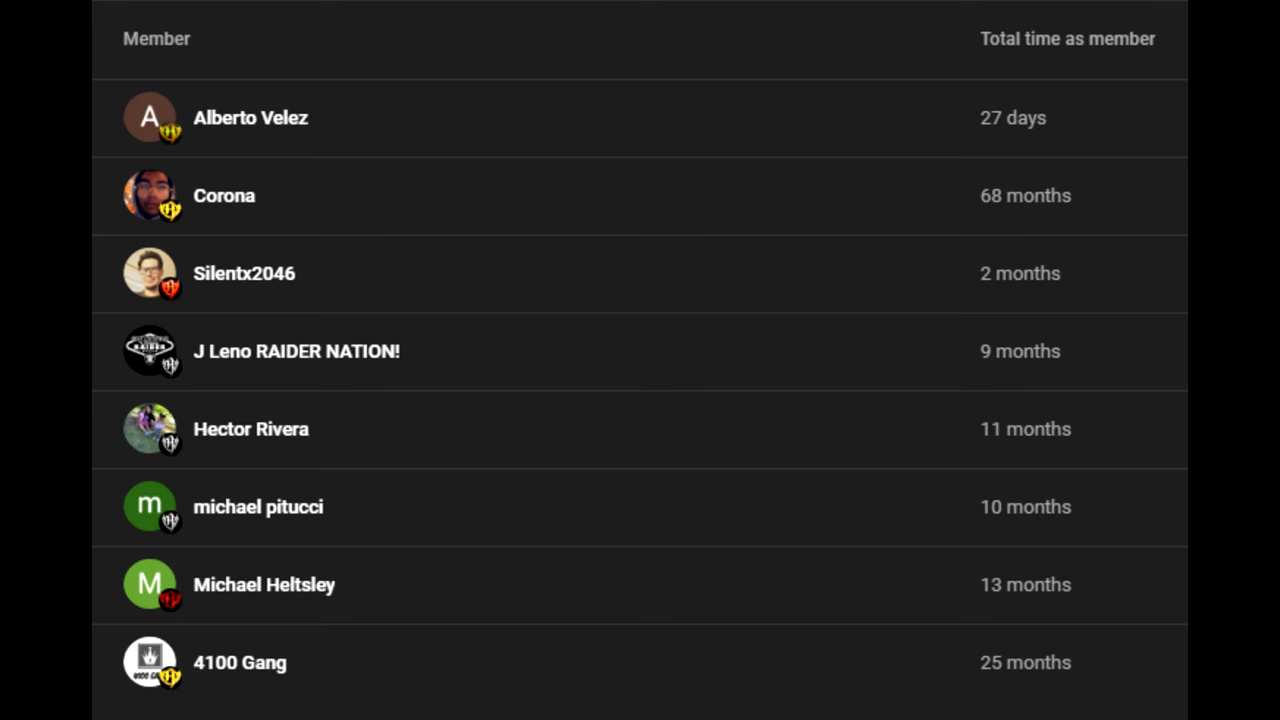 Member Total time as member
A Alberto Velez 27 days
Corona 68 months
Silentx2046 2 months
RAIDER
J Leno RAIDER NATION! 9 months
Hector Rivera 11 months
m michael pitucci 10 months
M Michael Heltsley 13 months
4100 Gang 25 months